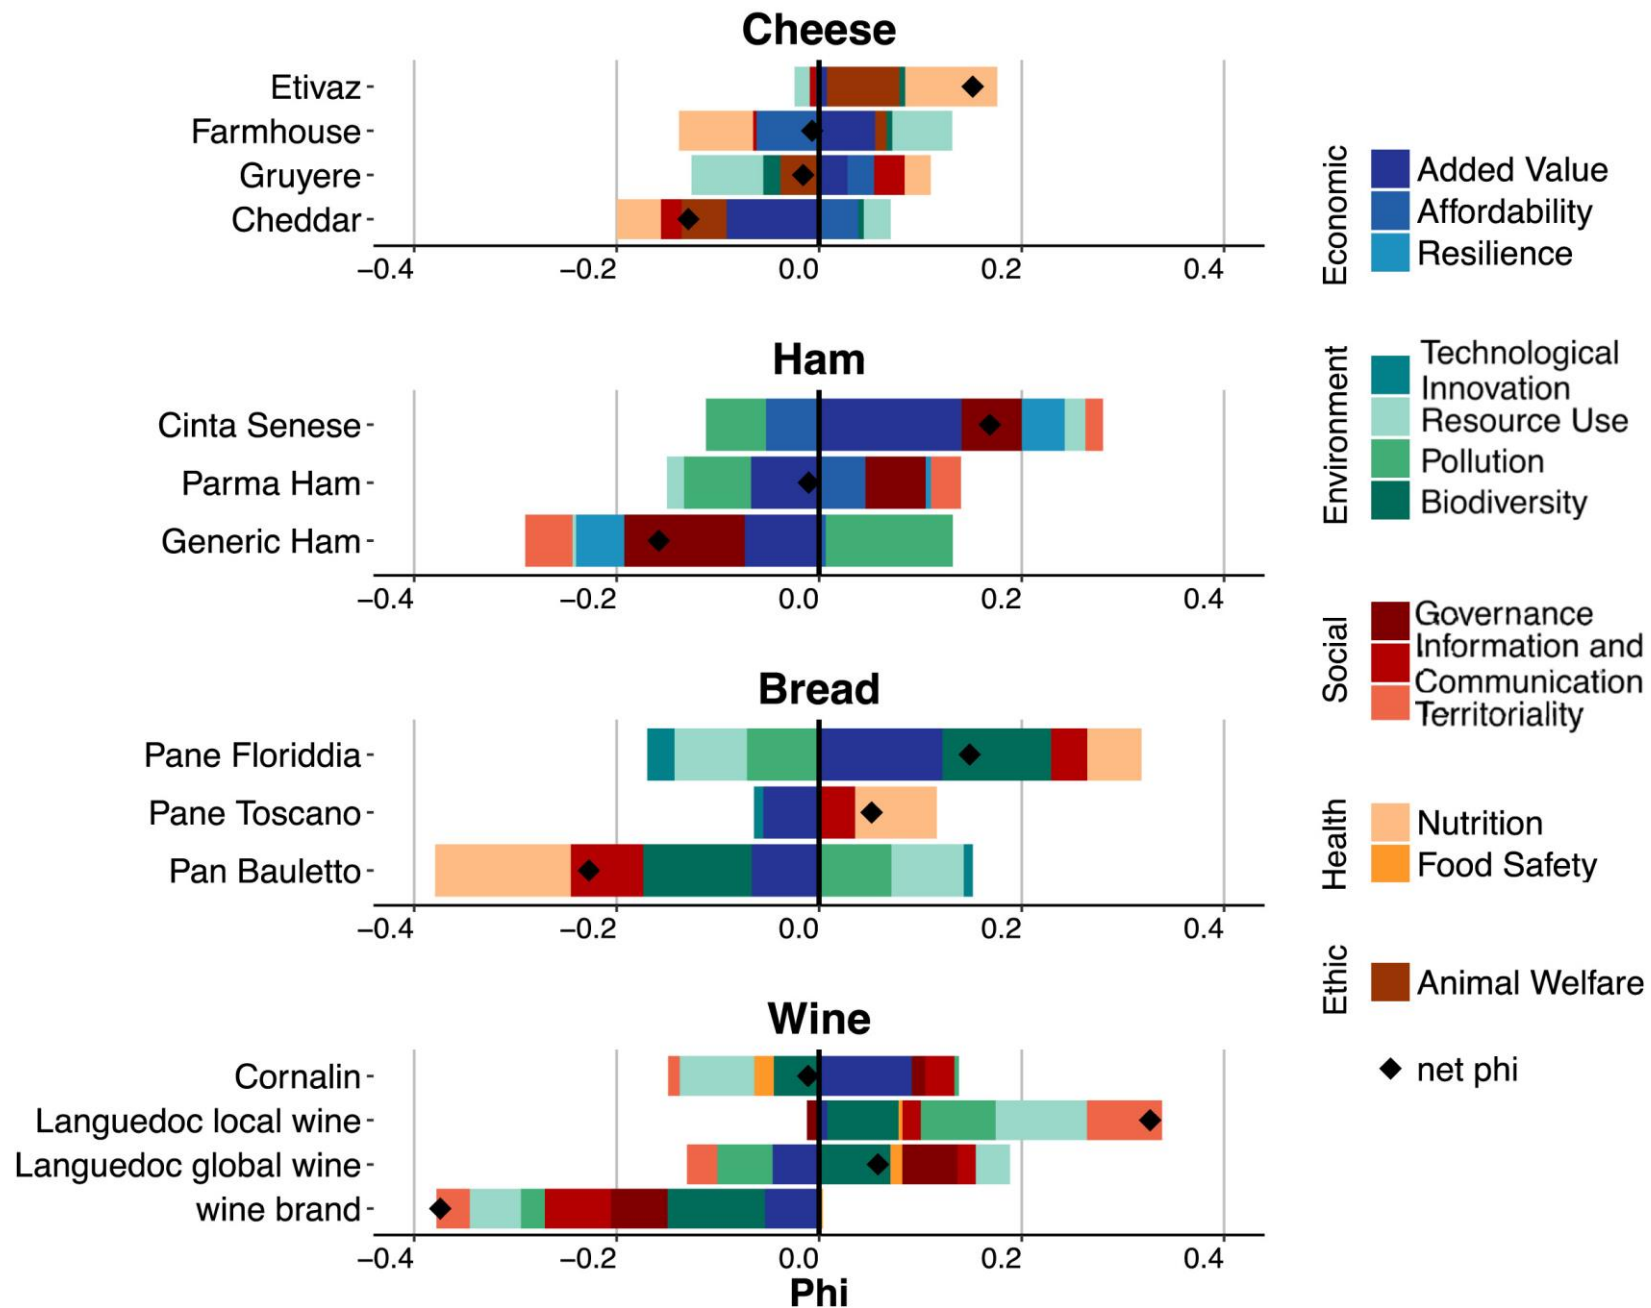 Cheese
Etivaz
Farmhouse
Gruyere
Cheddar
−0.4 −0.2 0.0 0.2 0.4
Ham
Cinta Senese
Parma Ham
Generic Ham
−0.4 −0.2 0.0 0.2 0.4
Bread
Pane Floriddia
Pane Toscano
Pan Bauletto
−0.4 −0.2 0.0 0.2 0.4
Wine
Cornalin
Languedoc local wine
Languedoc global wine
wine brand
−0.4 −0.2 0.0 0.2 0.4
Phi
Economic
Added Value
Affordability
Resilience
Environment
Technological
Innovation
Resource Use
Pollution
Biodiversity
Social
Governance
Information and
Communication
Territoriality
Health
Nutrition
Food Safety
Ethic
Animal Welfare
net phi